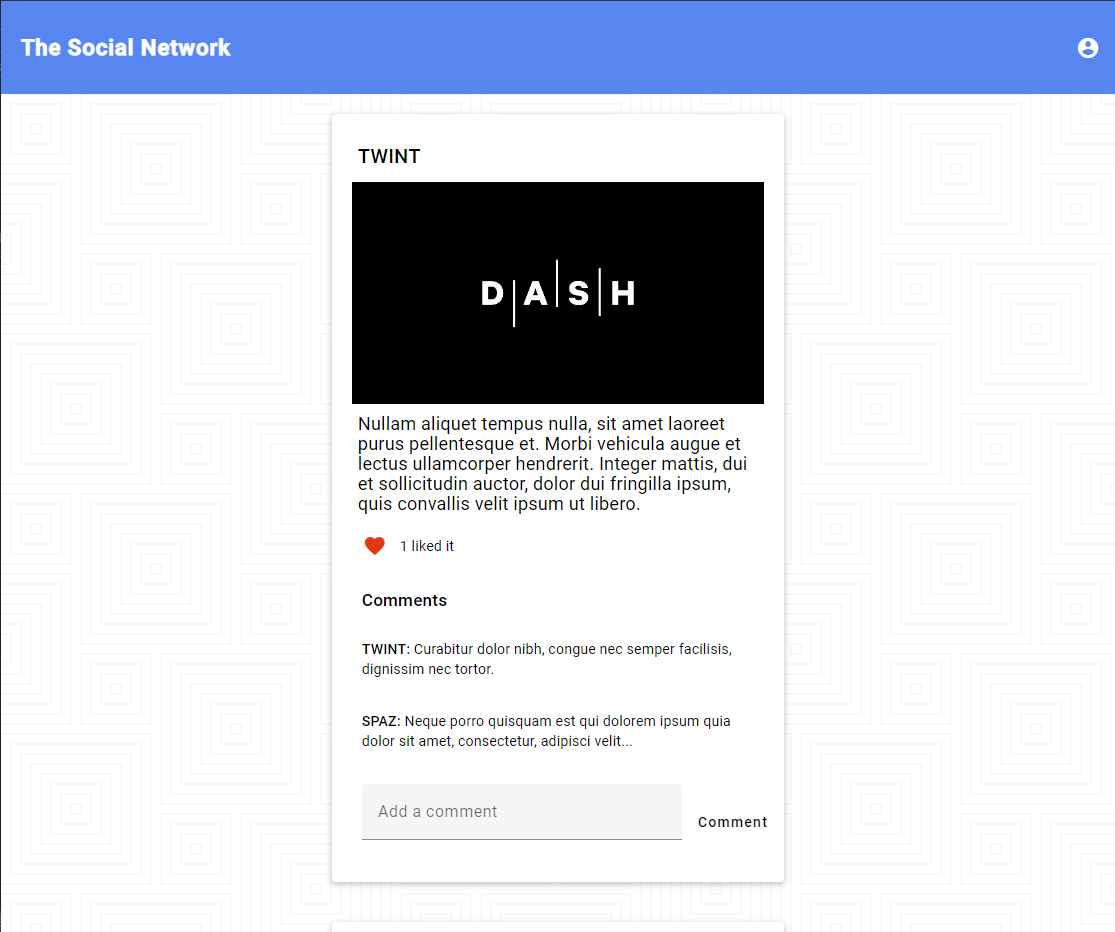 The Social Network
TWINT
D|A|S|H
Nullam aliquet tempus nulla, sit amet laoreet
purus pellentesque et. Morbi vehicula augue et
lectus ullamcorper hendrerit. Integer mattis, dui
et sollicitudin auctor, dolor dui fringilla ipsum,
quis convallis velit ipsum ut libero.
1 liked it
Comments
TWINT: Curabitur dolor nibh, congue nec semper facilisis,
dignissim nec tortor.
SPAZ: Neque porro quisquam est qui dolorem ipsum quia
dolor sit amet, consectetur, adipisci velit...
Add a comment
Comment